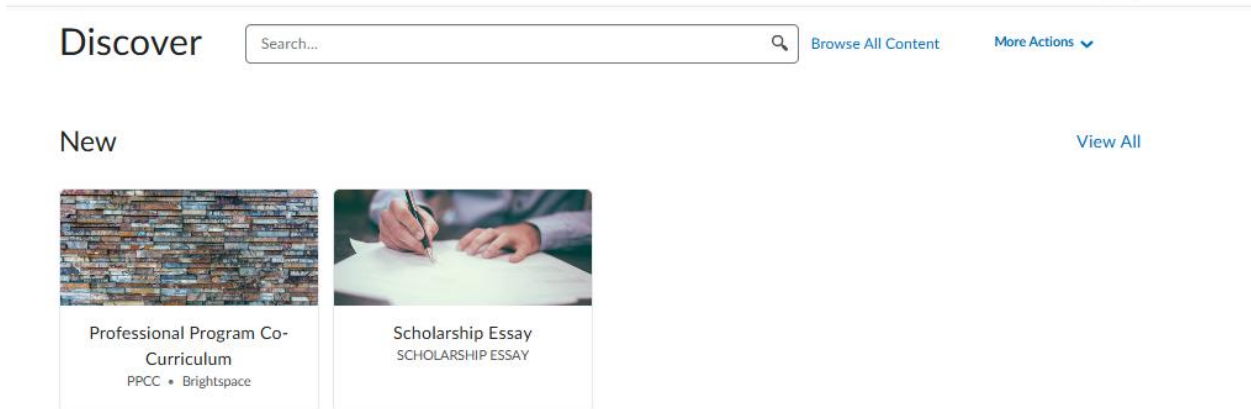 Discover
Search...
Browse All Content
More Actions
New
View All
Professional Program Co-
Curriculum
PPCC • Brightspace
Scholarship Essay
SCHOLARSHIP ESSAY